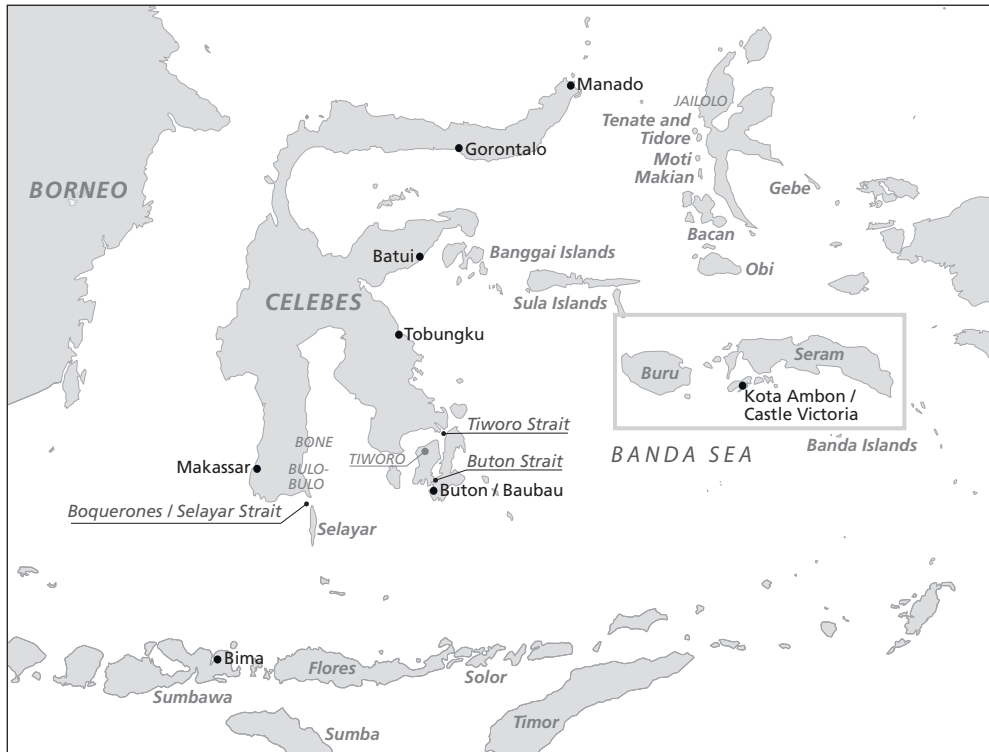 Manado
JAILOLO
Tenate and
Tidore
Moti
Makian
Gorontalo
BORNEO
Gebe
Bacan
Batui
Banggai Islands
Obi
CELEBES
Sula Islands
Tobungku
Seram
Buru
Kota Ambon /
Castle Victoria
Tiworo Strait
BONE
TIWORO
BANDA SEA
Banda Islands
Makassar
BULO-
BULO
Buton Strait
Buton / Baubau
Boquerones / Selayar Strait
Selayar
Bima
Flores
Solor
Sumbawa
Timor
Sumba